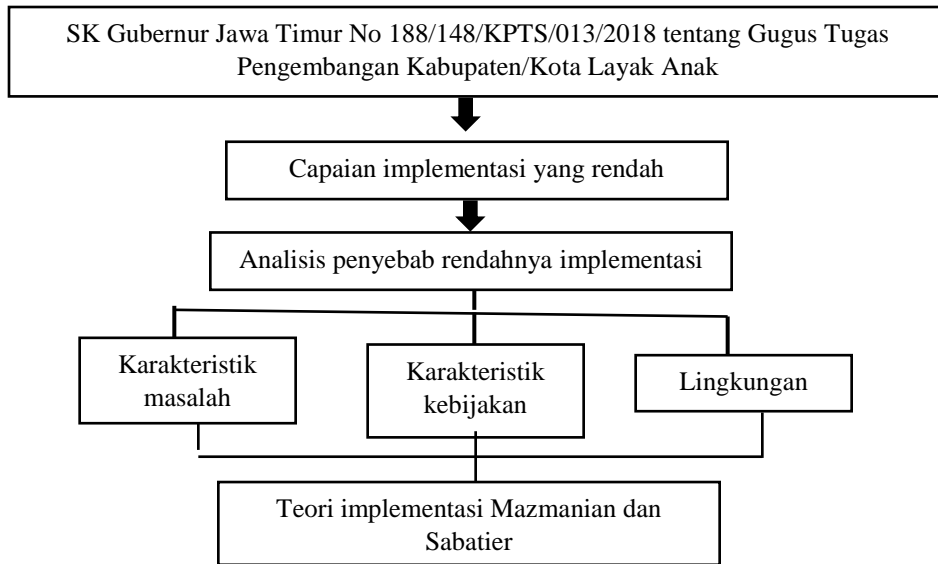 SK Gubernur Jawa Timur No 188/148/KPTS/013/2018 tentang Gugus Tugas
Pengembangan Kabupaten/Kota Layak Anak
Capaian implementasi yang rendah
Analisis penyebab rendahnya implementasi
Karakteristik
masalah
Karakteristik
kebijakan
Lingkungan
Teori implementasi Mazmanian dan
Sabatier